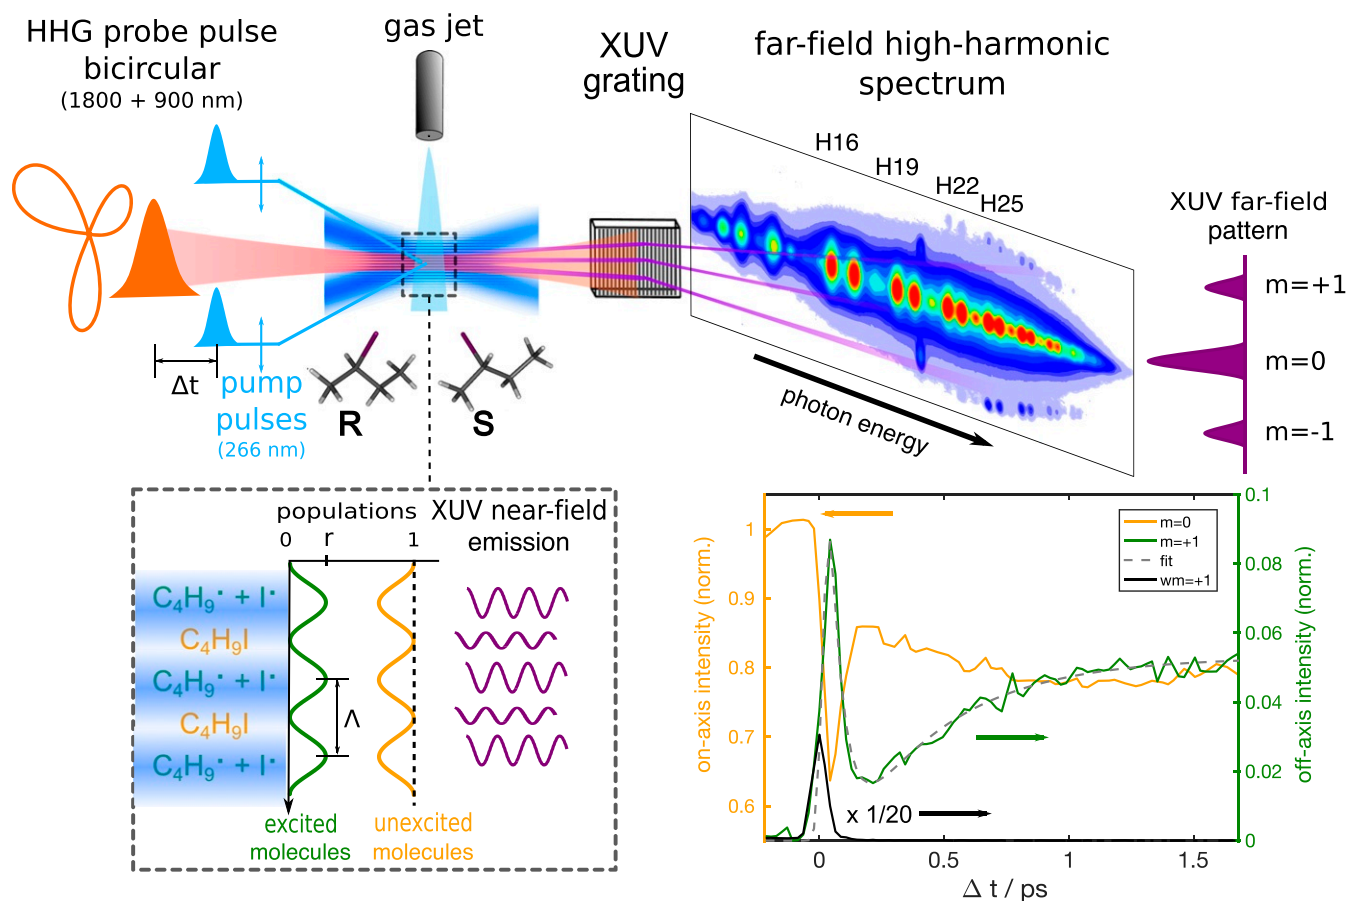 HHG probe pulse
bicircular
(1800 + 900 nm)
gas jet
XUV
grating
far-field high-harmonic
spectrum
H16
H19
H22
H25
XUV far-field
pattern
m=+1
m=0
m=-1
photon energy
Δt
pump
pulses
(266 nm)
R
S
populations
0
r
1
XUV near-field
emission
C4H9· + I·
C4H9I
C4H9· + I·
C4H9I
C4H9· + I·
Λ
excited
molecules
unexcited
molecules
on-axis intensity (norm.)
1
0.9
0.8
0.7
0.6
m=0
m=+1
fit
wm=+1
x 1/20
0.1
0.08
0.06
0.04
0.02
0
off-axis intensity (norm.)
0
0.5
1
1.5
Δ t / ps